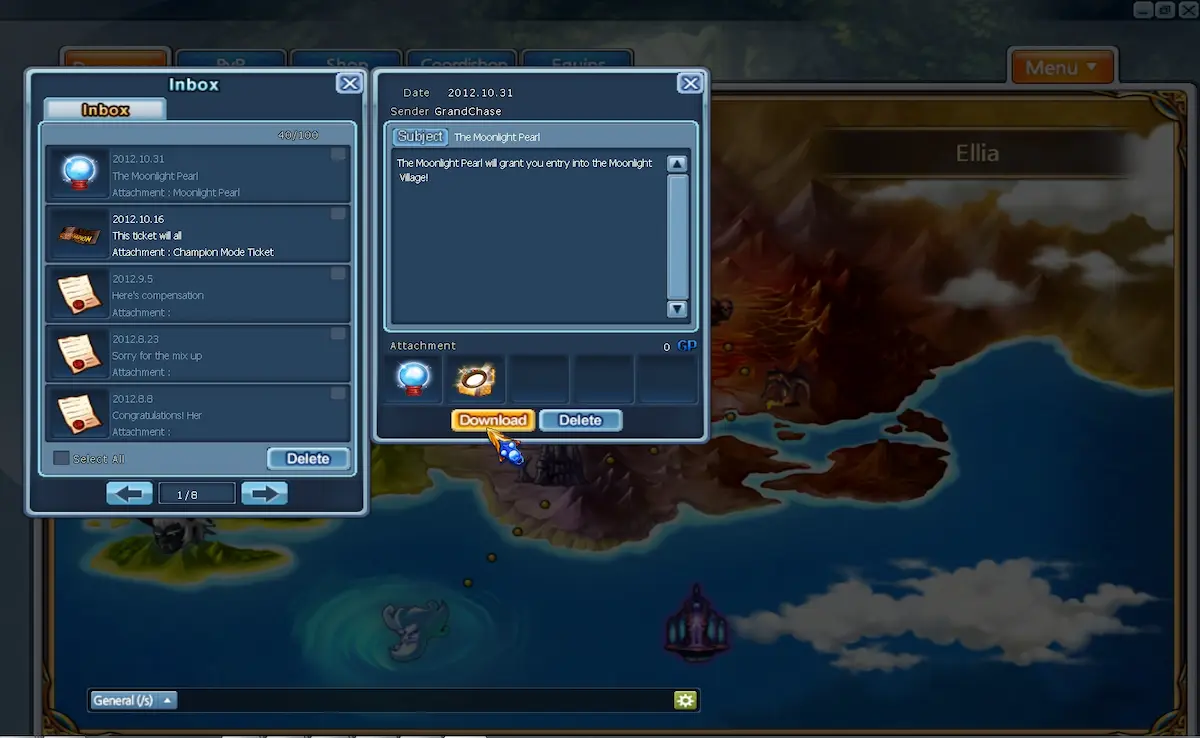 PvP
Shop
Coordishop
Equips
Menu
Inbox
Inbox
40/100
2012.10.31
The Moonlight Pearl
Attachment : Moonlight Pearl
2012.10.16
This ticket will all
Attachment : Champion Mode Ticket
2012.9.5
Here's compensation
Attachment :
2012.8.23
Sorry for the mix up
Attachment :
2012.8.8
Congratulations! Her
Attachment :
Select All
Delete
1/8
Date 2012.10.31
Sender GrandChase
Subject The Moonlight Pearl
The Moonlight Pearl will grant you entry into the Moonlight
Village!
Attachment 0 GP
Download Delete
Ellia
General (/s)